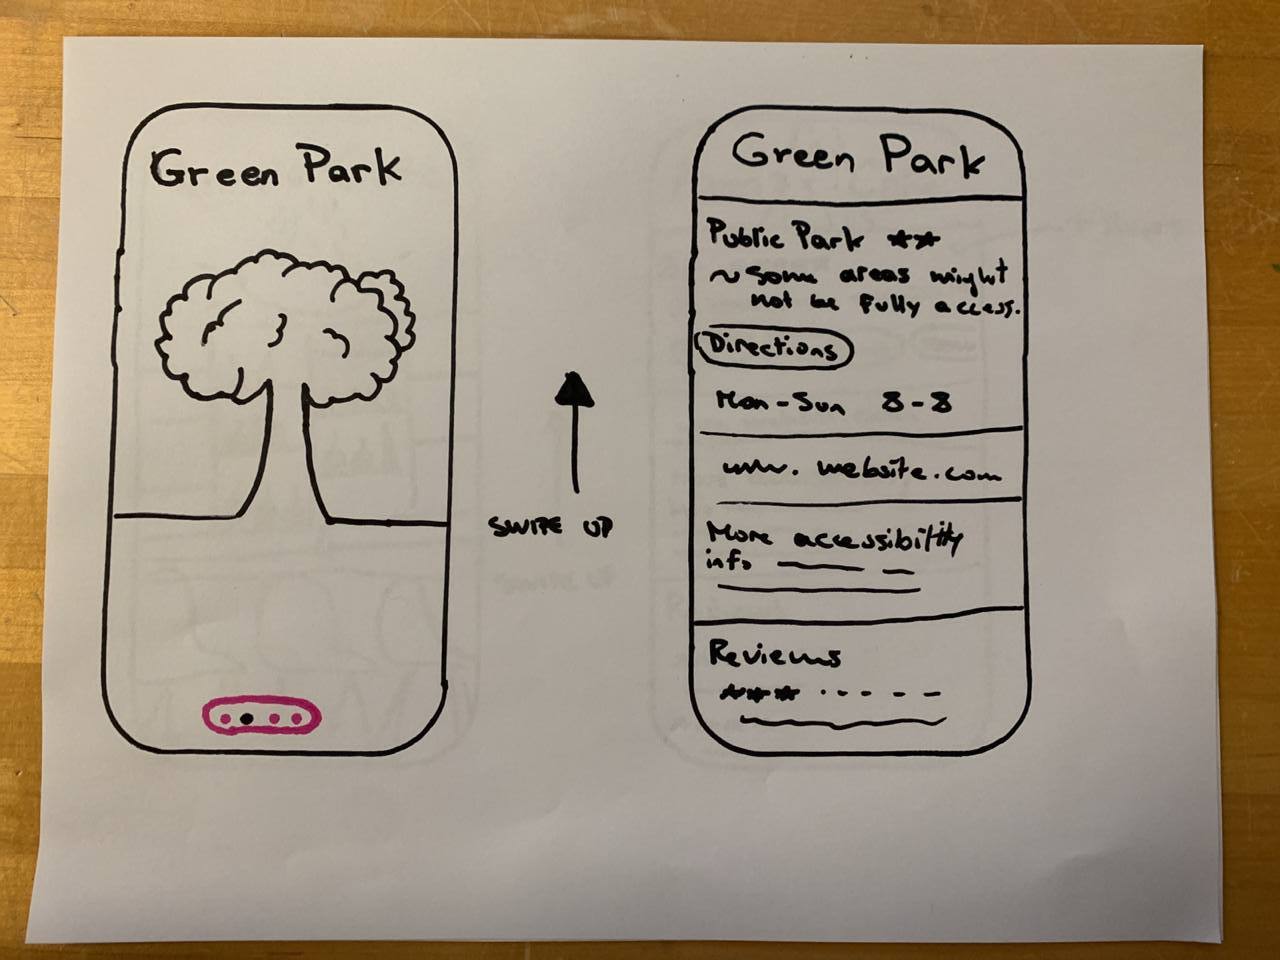 Green Park
SWIPE UP
Green Park
Public Park **
~ Some areas might
not be fully access.
Directions
Mon-Sun 8-8
www. website.com
More accessibility
info
Reviews
***